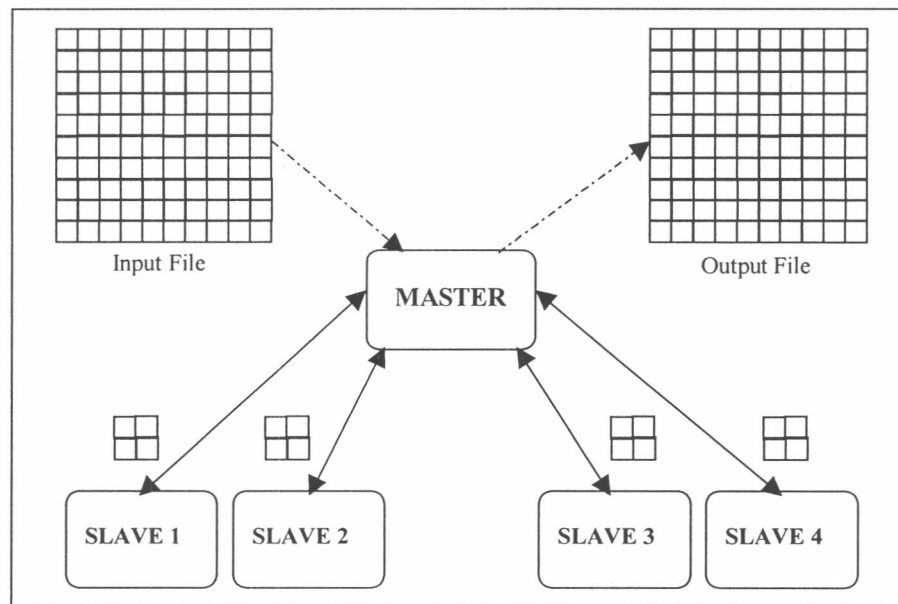 Input File
Output File
MASTER
SLAVE 1
SLAVE 2
SLAVE 3
SLAVE 4